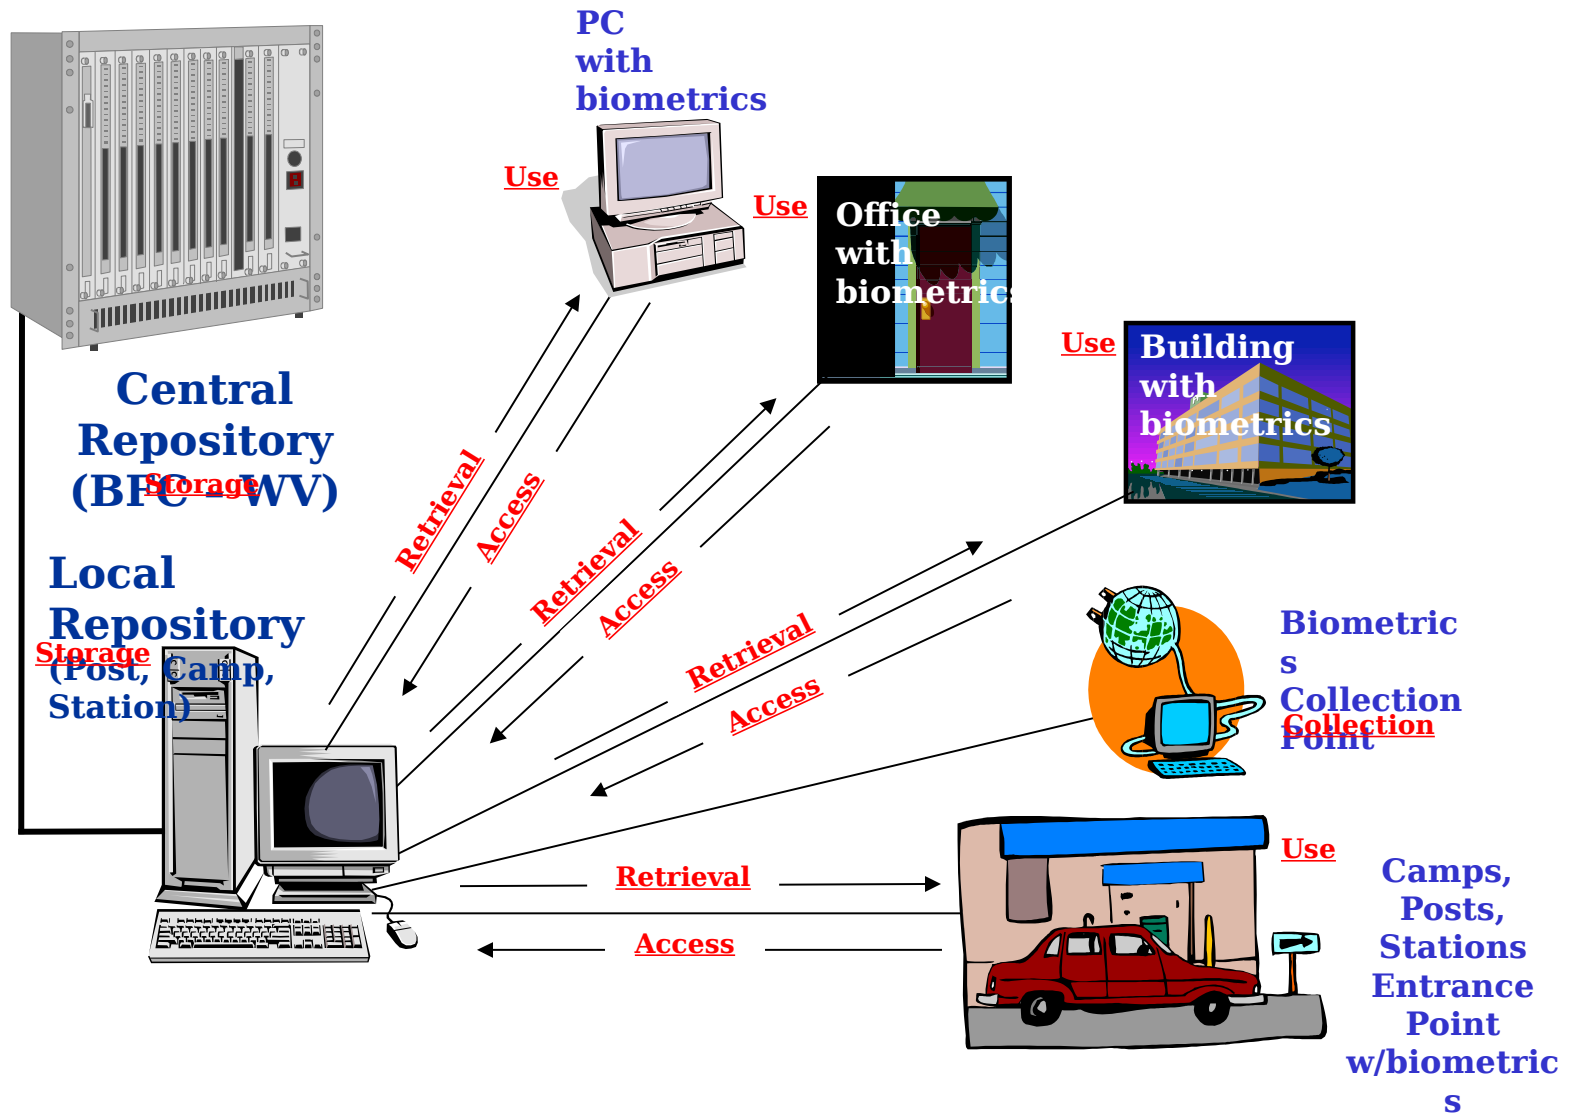 PC
with
biometrics
Use
Use
Office
with
biometrics
Use
Building
with
biometrics
Central
Repository
(BFC – WV)
Storage
Retrieval
Access
Retrieval
Access
Retrieval
Access
Local
Repository
(Post, Camp,
Station)
Storage
Biometric
s
Collection
Point
Collection
Retrieval
Access
Use
Camps,
Posts,
Stations
Entrance
Point
w/biometric
s